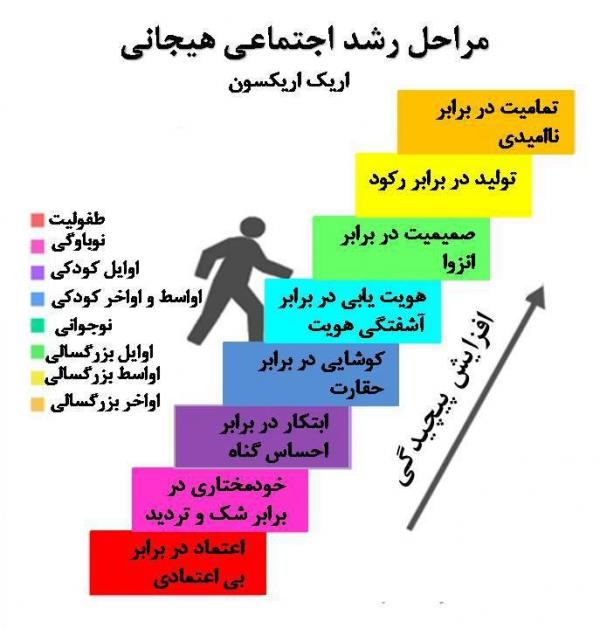 مراحل رشد اجتماعی هیجانی
اریک اریکسون
تمامیت در برابر
ناامیدی
تولید در برابر رکود
صمیمیت در برابر
انزوا
هویت یابی در برابر
آشفتگی هویت
کوشایی در برابر
حقارت
ابتکار در برابر
احساس گناه
خودمختاری در
برابر شک و تردید
اعتماد در برابر
بی اعتمادی
افزایش پیچیدگی
طفولیت
نوباوگی
اوایل کودکی
اواسط و اواخر کودکی
نوجوانی
اوایل بزرگسالی
اواسط بزرگسالی
اواخر بزرگسالی